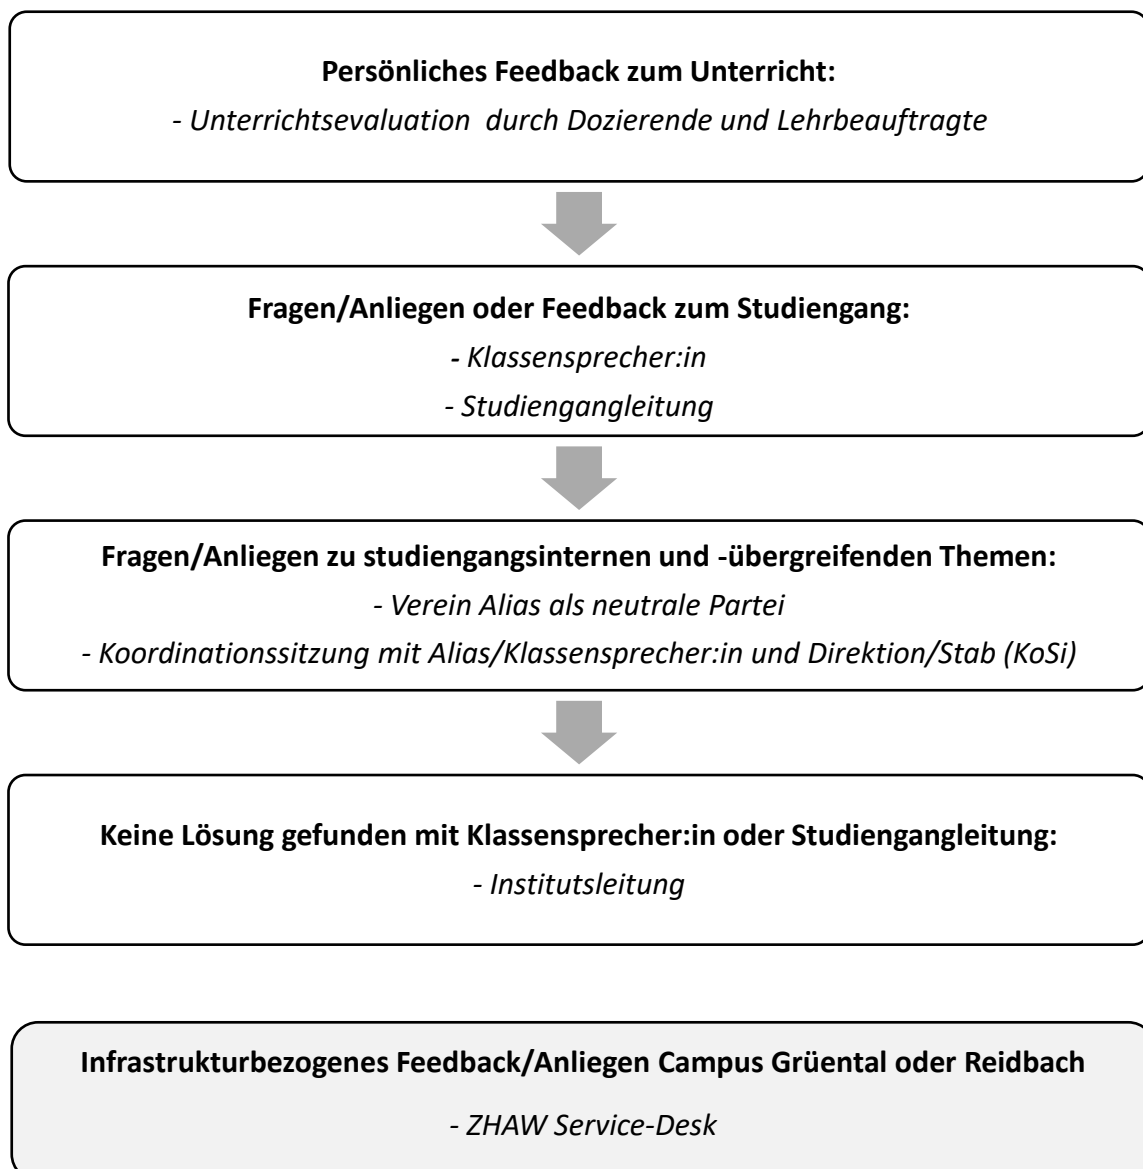 Persönliches Feedback zum Unterricht:
- Unterrichtsevaluation  durch Dozierende und Lehrbeauftragte
Fragen/Anliegen oder Feedback zum Studiengang:
- Klassensprecher:in
- Studiengangleitung
Fragen/Anliegen zu studiengangsinternen und -übergreifenden Themen:
- Verein Alias als neutrale Partei
- Koordinationssitzung mit Alias/Klassensprecher:in und Direktion/Stab (KoSi)
Keine Lösung gefunden mit Klassensprecher:in oder Studiengangleitung:
- Institutsleitung
Infrastrukturbezogenes Feedback/Anliegen Campus Grüental oder Reidbach
- ZHAW Service-Desk